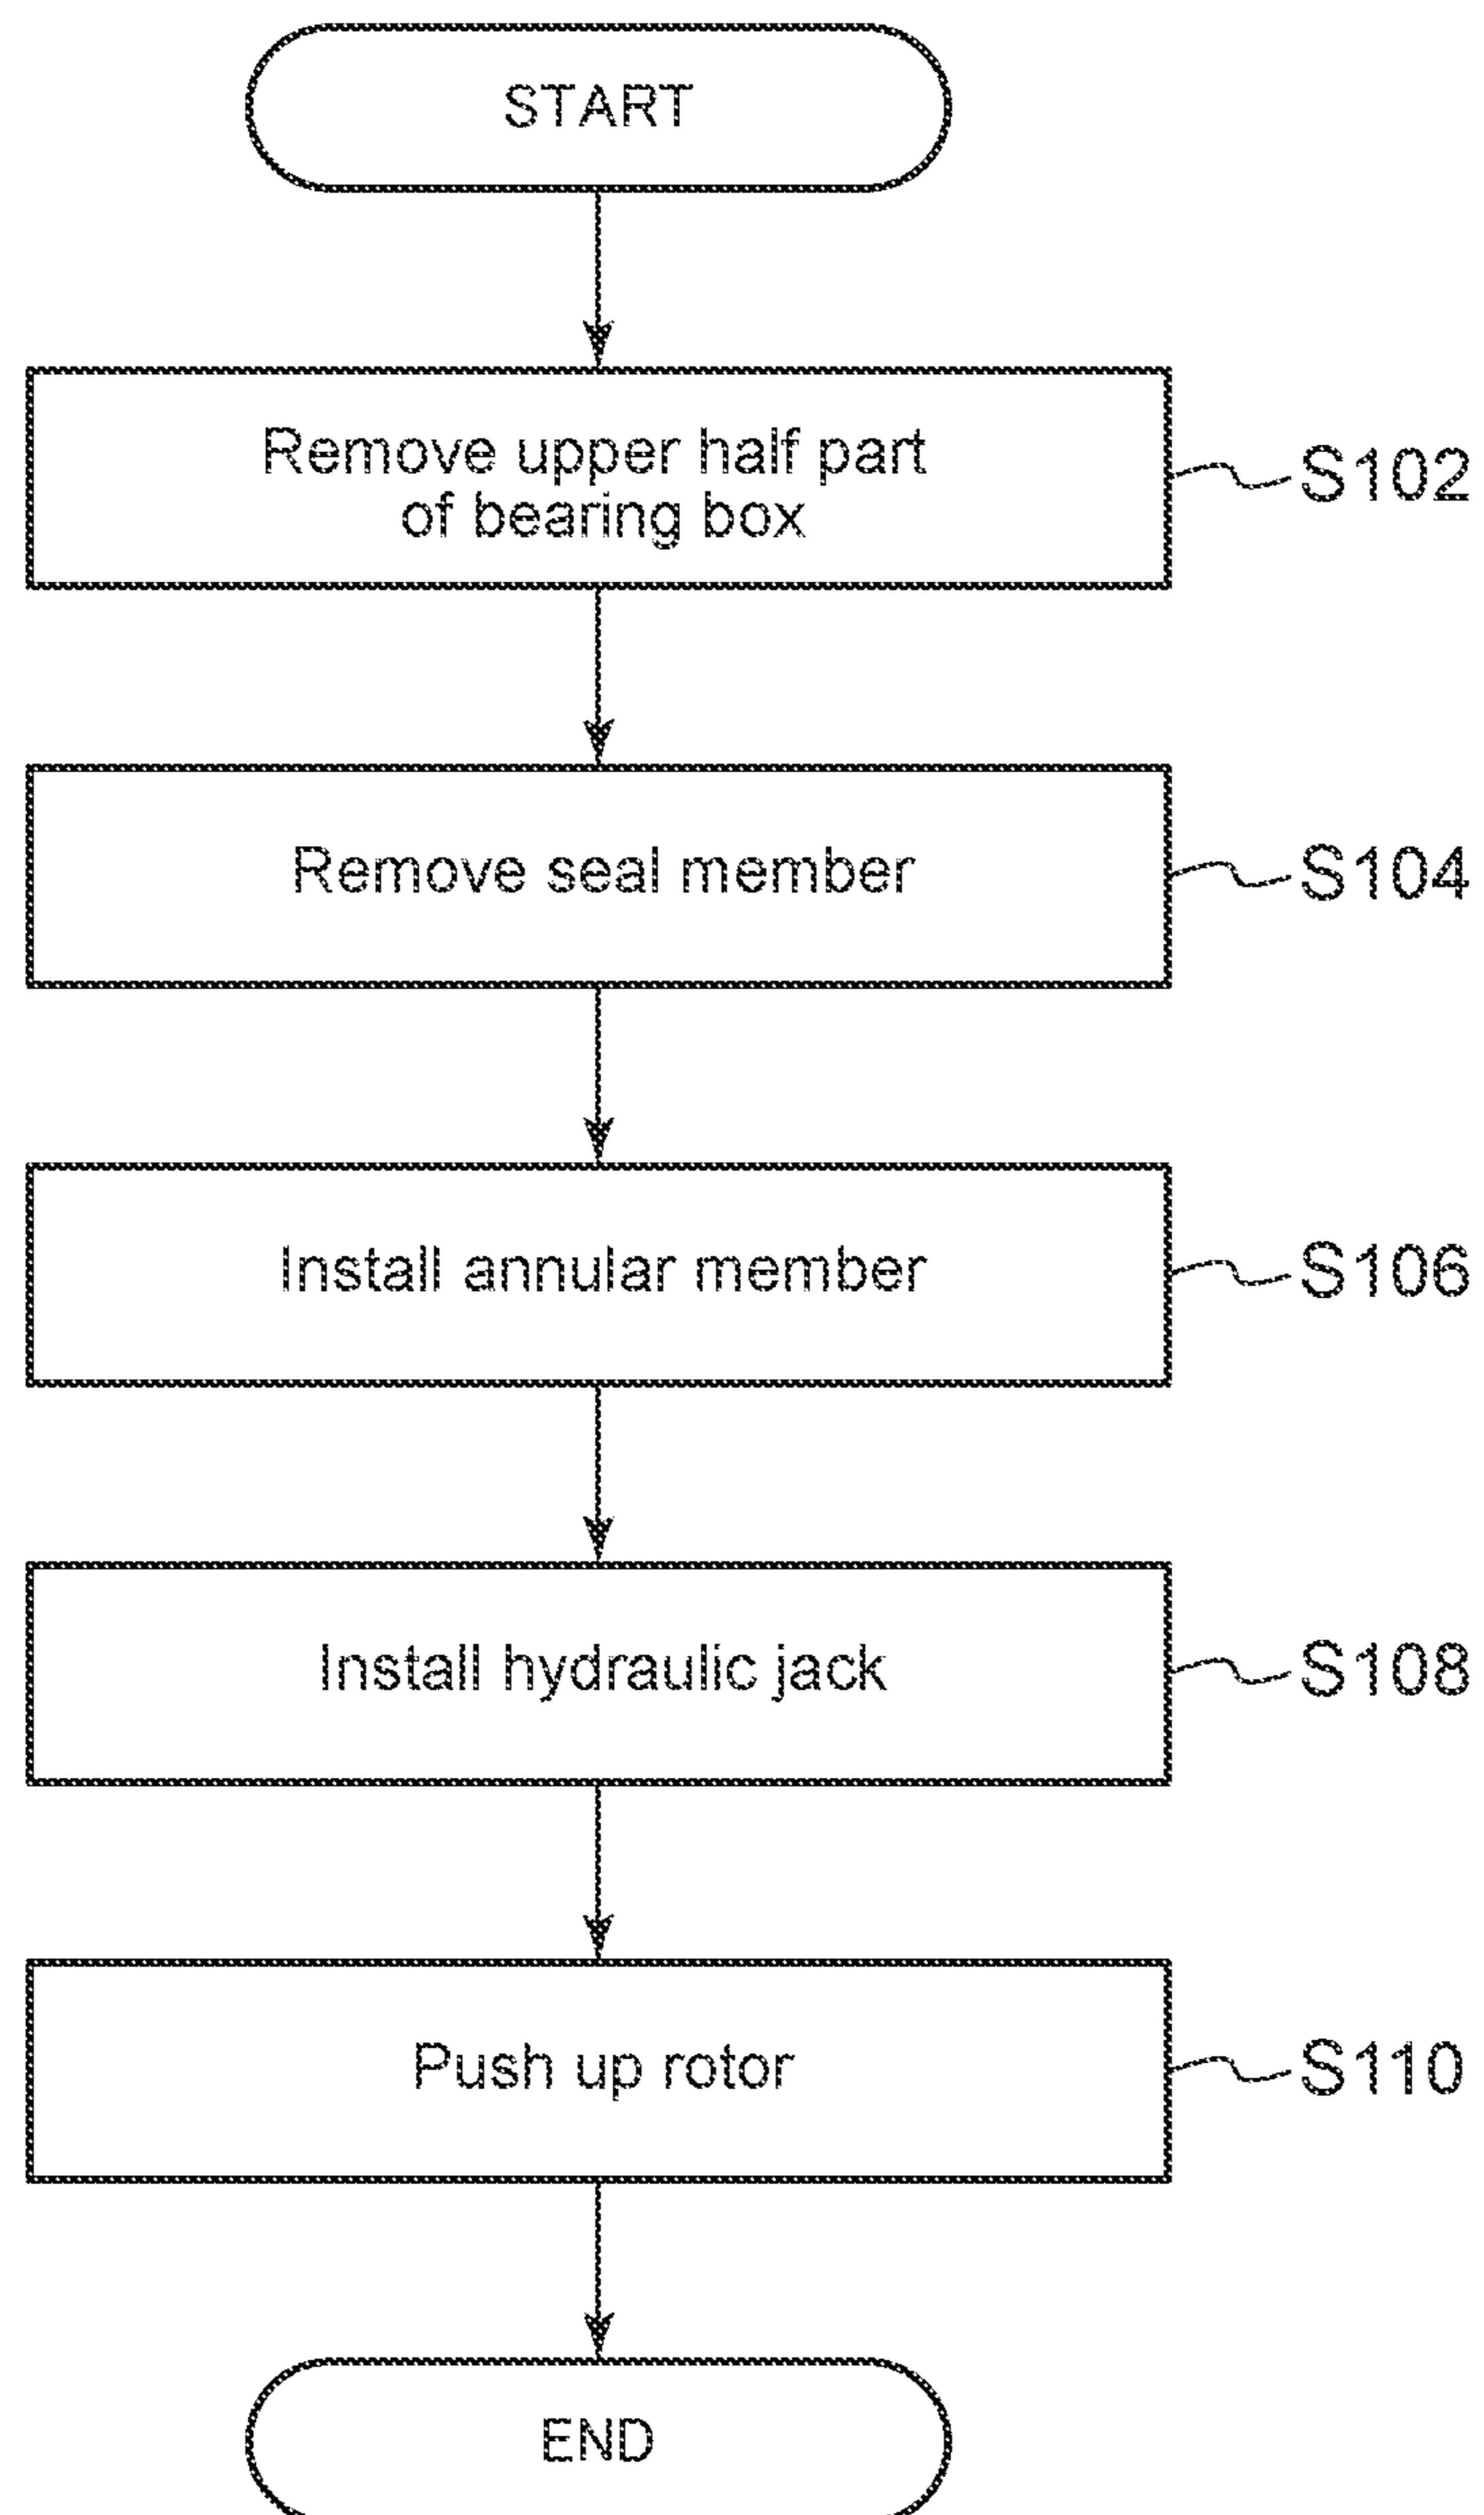 START
Remove upper half part
of bearing box
S102
Remove seal member
S104
Install annular member
S106
Install hydraulic jack
S108
Push up rotor
S110
END